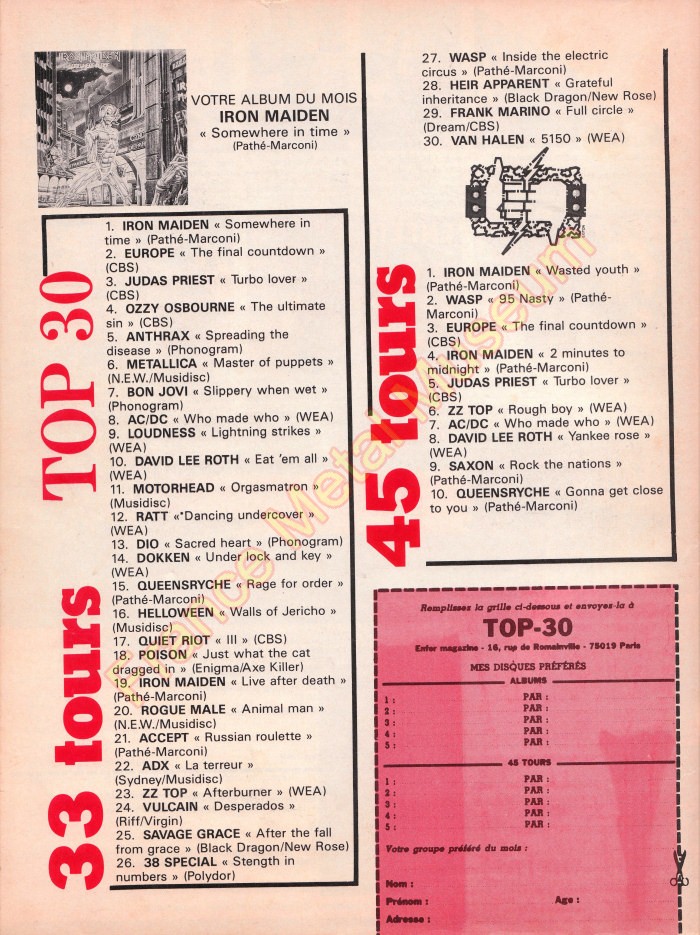 VOTRE ALBUM DU MOIS
IRON MAIDEN
« Somewhere in time »
(Pathé-Marconi)
TOP 30
33 tours
1. IRON MAIDEN « Somewhere in
time » (Pathé-Marconi)
2. EUROPE « The final countdown »
(CBS)
3. JUDAS PRIEST « Turbo lover »
(CBS)
4. OZZY OSBOURNE « The ultimate
sin » (CBS)
5. ANTHRAX « Spreading the
disease » (Phonogram)
6. METALLICA « Master of puppets »
(N.E.W./Musidisc)
7. BON JOVI « Slippery when wet »
(Phonogram)
8. AC/DC « Who made who » (WEA)
9. LOUDNESS « Lightning strikes »
(WEA)
10. DAVID LEE ROTH « Eat 'em all »
(WEA)
11. MOTORHEAD « Orgasmatron »
(Musidisc)
12. RATT « Dancing undercover »
(WEA)
13. DIO « Sacred heart » (Phonogram)
14. DOKKEN « Under lock and key »
(WEA)
15. QUEENSRYCHE « Rage for order »
(Pathé-Marconi)
16. HELLOWEEN « Walls of Jericho »
(Musidisc)
17. QUIET RIOT « III » (CBS)
18. POISON « Just what the cat
dragged in » (Enigma/Axe Killer)
19. IRON MAIDEN « Live after death »
(Pathé-Marconi)
20. ROGUE MALE « Animal man »
(N.E.W./Musidisc)
21. ACCEPT « Russian roulette »
(Pathé-Marconi)
22. ADX « La terreur »
(Sydney/Musidisc)
23. ZZ TOP « Afterburner » (WEA)
24. VULCAIN « Desperados »
(Riff/Virgin)
25. SAVAGE GRACE « After the fall
from grace » (Black Dragon/New Rose)
26. 38 SPECIAL « Stength in
numbers » (Polydor)
27. WASP « Inside the electric
circus » (Pathé-Marconi)
28. HEIR APPARENT « Grateful
inheritance » (Black Dragon/New Rose)
29. FRANK MARINO « Full circle »
(Dream/CBS)
30. VAN HALEN « 5150 » (WEA)
45 tours
1. IRON MAIDEN « Wasted youth »
(Pathé-Marconi)
2. WASP « 95 Nasty » (Pathé-
Marconi)
3. EUROPE « The final countdown »
(CBS)
4. IRON MAIDEN « 2 minutes to
midnight » (Pathé-Marconi)
5. JUDAS PRIEST « Turbo lover »
(CBS)
6. ZZ TOP « Rough boy » (WEA)
7. AC/DC « Who made who » (WEA)
8. DAVID LEE ROTH « Yankee rose »
(WEA)
9. SAXON « Rock the nations »
(Pathé-Marconi)
10. QUEENSRYCHE « Gonna get close
to you » (Pathé-Marconi)
Remplissez la grille ci-dessous et envoyez-la à
TOP-30
Enfer magazine - 16, rue de Romainville - 75019 Paris
MES DISQUES PRÉFÉRÉS
ALBUMS
1 : PAR :
2 : PAR :
3 : PAR :
4 : PAR :
5 : PAR :
45 TOURS
1 : PAR :
2 : PAR :
3 : PAR :
4 : PAR :
5 : PAR :
Votre groupe préféré du mois :
Nom :
Prénom : Age :
Adresse :
France Metal Museum